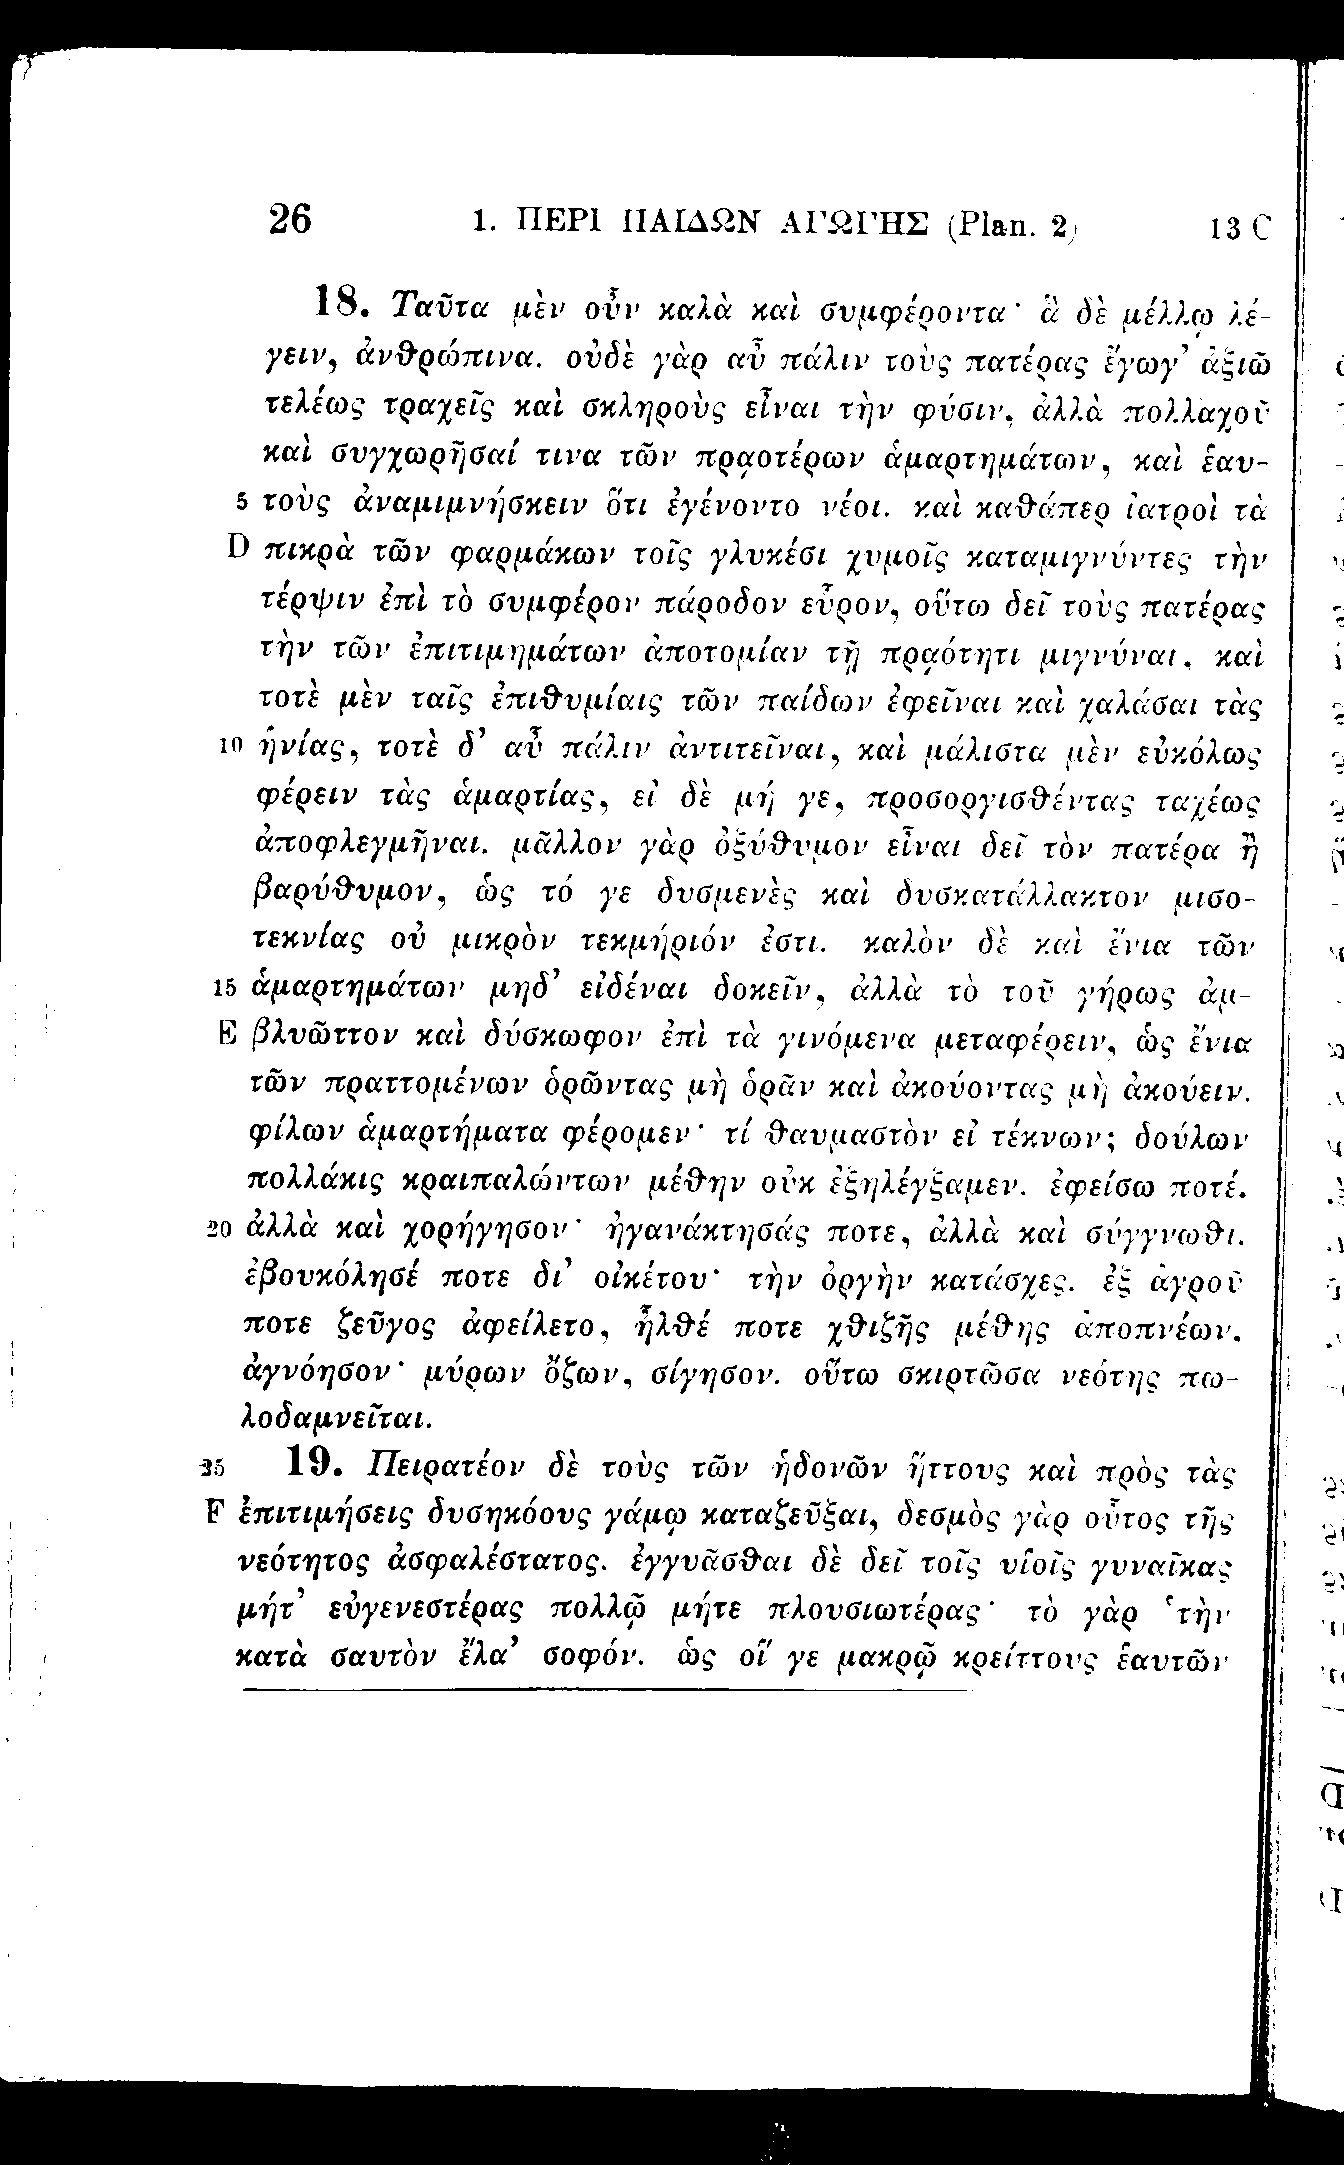 26 1. ΠΕΡΙ ΠΑΙΔΩΝ ΑΓΩΓΗΣ (Plan. 2) 13 C
18. Ταῦτα μὲν οὖν καλὰ καὶ συμφέροντα· ἃ δὲ μέλλω λέ-
γειν, ἀνθρώπινα. οὐδὲ γὰρ αὖ πάλιν τοὺς πατέρας ἔγωγ’ ἀξιῶ
τελέως τραχεῖς καὶ σκληροὺς εἶναι τὴν φύσιν, ἀλλὰ πολλαχοῦ
καὶ συγχωρῆσαί τινα τῶν πρᾳοτέρων ἁμαρτημάτων, καὶ ἑαυ-
5 τοὺς ἀναμιμνήσκειν ὅτι ἐγένοντο νέοι. καὶ καθάπερ ἰατροὶ τὰ
D πικρὰ τῶν φαρμάκων τοῖς γλυκέσι χυμοῖς καταμιγνύντες τὴν
τέρψιν ἐπὶ τὸ συμφέρον πάροδον εὗρον, οὕτω δεῖ τοὺς πατέρας
τὴν τῶν ἐπιτιμημάτων ἀποτομίαν τῇ πρᾳότητι μιγνύναι, καὶ
τοτὲ μὲν ταῖς ἐπιθυμίαις τῶν παίδων ἐφεῖναι καὶ χαλάσαι τὰς
10 ἡνίας, τοτὲ δ’ αὖ πάλιν ἀντιτεῖναι, καὶ μάλιστα μὲν εὐκόλως
φέρειν τὰς ἁμαρτίας, εἰ δὲ μή γε, προσοργισθέντας ταχέως
ἀποφλεγμῆναι. μᾶλλον γὰρ ὀξύθυμον εἶναι δεῖ τὸν πατέρα ἢ
βαρύθυμον, ὡς τό γε δυσμενὲς καὶ δυσκατάλλακτον μισο-
τεκνίας οὐ μικρὸν τεκμήριόν ἐστι. καλὸν δὲ καὶ ἔνια τῶν
15 ἁμαρτημάτων μηδ’ εἰδέναι δοκεῖν, ἀλλὰ τὸ τοῦ γήρως ἀμ-
E βλυῶττον καὶ δύσκωφον ἐπὶ τὰ γινόμενα μεταφέρειν, ὡς ἔνια
τῶν πραττομένων ὁρῶντας μὴ ὁρᾶν καὶ ἀκούοντας μὴ ἀκούειν.
φίλων ἁμαρτήματα φέρομεν· τί θαυμαστὸν εἰ τέκνων; δούλων
πολλάκις κραιπαλώντων μέθην οὐκ ἐξηλέγξαμεν. ἐφείσω ποτέ,
20 ἀλλὰ καὶ χορήγησον· ἠγανάκτησάς ποτε, ἀλλὰ καὶ σύγγνωθι.
ἐβουκόλησέ ποτε δι’ οἰκέτου· τὴν ὀργὴν κατάσχες. ἐξ ἀγροῦ
ποτε ζεῦγος ἀφείλετο, ἦλθέ ποτε χθιζῆς μέθης ἀποπνέων,
ἀγνόησον· μύρων ὄζων, σίγησον. οὕτω σκιρτῶσα νεότης πω-
λοδαμνεῖται.
25 19. Πειρατέον δὲ τοὺς τῶν ἡδονῶν ἥττους καὶ πρὸς τὰς
F ἐπιτιμήσεις δυσηκόους γάμῳ καταζεῦξαι, δεσμὸς γὰρ οὗτος τῆς
νεότητος ἀσφαλέστατος. ἐγγυᾶσθαι δὲ δεῖ τοῖς υἱοῖς γυναῖκας
μήτ’ εὐγενεστέρας πολλῷ μήτε πλουσιωτέρας· τὸ γὰρ ‘τὴν
κατὰ σαυτὸν ἔλα’ σοφόν. ὡς οἵ γε μακρῷ κρείττους ἑαυτῶν